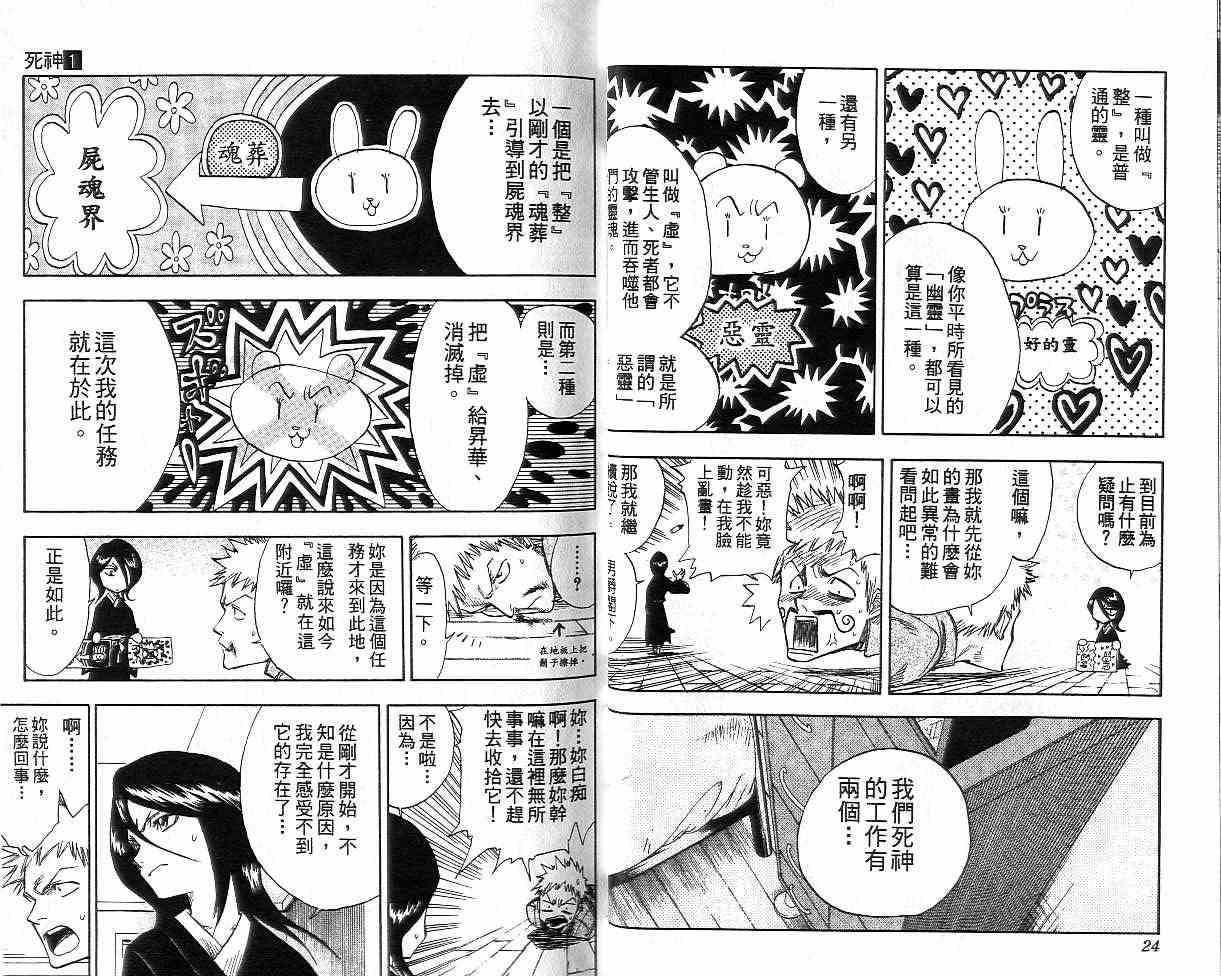 死神1
一種叫做『
整』，是普
通的靈。
像你平時所看見的
「幽靈」，都可以
算是這一種。
プラス
好的靈
還有另
一種，
叫做『虛』，它不
管生人、死者都會
攻擊，進而吞噬他
們的靈魂。
惡靈
就是所
謂的「
惡靈」
到目前為
止有什麼
疑問嗎？
這個嘛，
那我就先從妳
的畫為什麼會
如此異常的難
看問起吧…
啊啊！
可惡！妳竟
然趁我不能
動，在我臉
上亂畫！
那我就繼
續說了，
男爵閣下。
我們死神
的工作有
兩個…
24
一個是把『整』
以剛才的『魂葬
』引導到屍魂界
去…
魂葬
屍魂界
而第二種
則是…
把『虛』給昇華、
消滅掉。
ズギャーン
這次我的任務
就在於此。
……？
等一下。
在地板上把
鬍子擦掉。
妳是因為這個任
務才來到此地，
這麼說來如今
『虛』就在這
附近囉？
正是如此。
妳…妳白痴
啊！那麼妳幹
嘛在這裡無所
事事，還不趕
快去收拾它！
不是啦…
因為…
從剛才開始，不
知是什麼原因，
我完全感受不到
它的存在了…
啊……
妳說什麼，
怎麼回事…